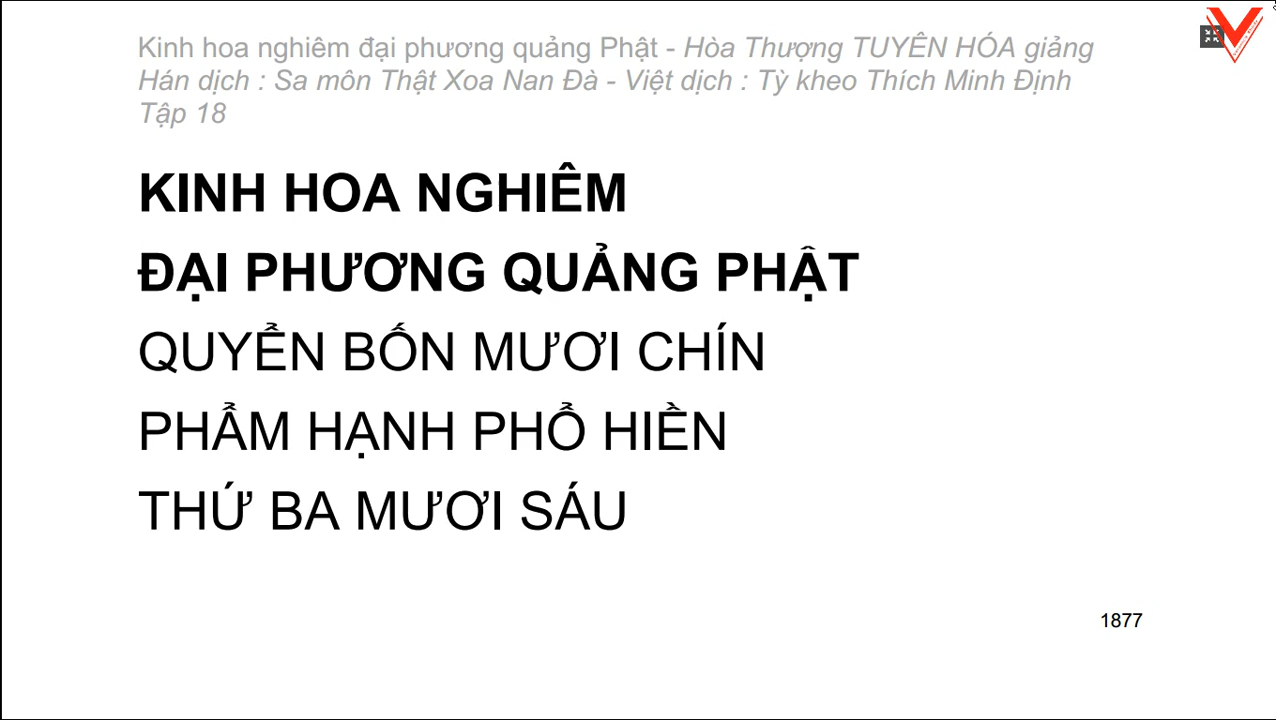 Kinh hoa nghiêm đại phương quảng Phật - Hòa Thượng TUYÊN HÓA giảng
Hán dịch : Sa môn Thật Xoa Nan Đà - Việt dịch : Tỳ kheo Thích Minh Định
Tập 18
KINH HOA NGHIÊM
ĐẠI PHƯƠNG QUẢNG PHẬT
QUYỂN BỐN MƯƠI CHÍN
PHẨM HẠNH PHỔ HIỀN
THỨ BA MƯƠI SÁU
1877